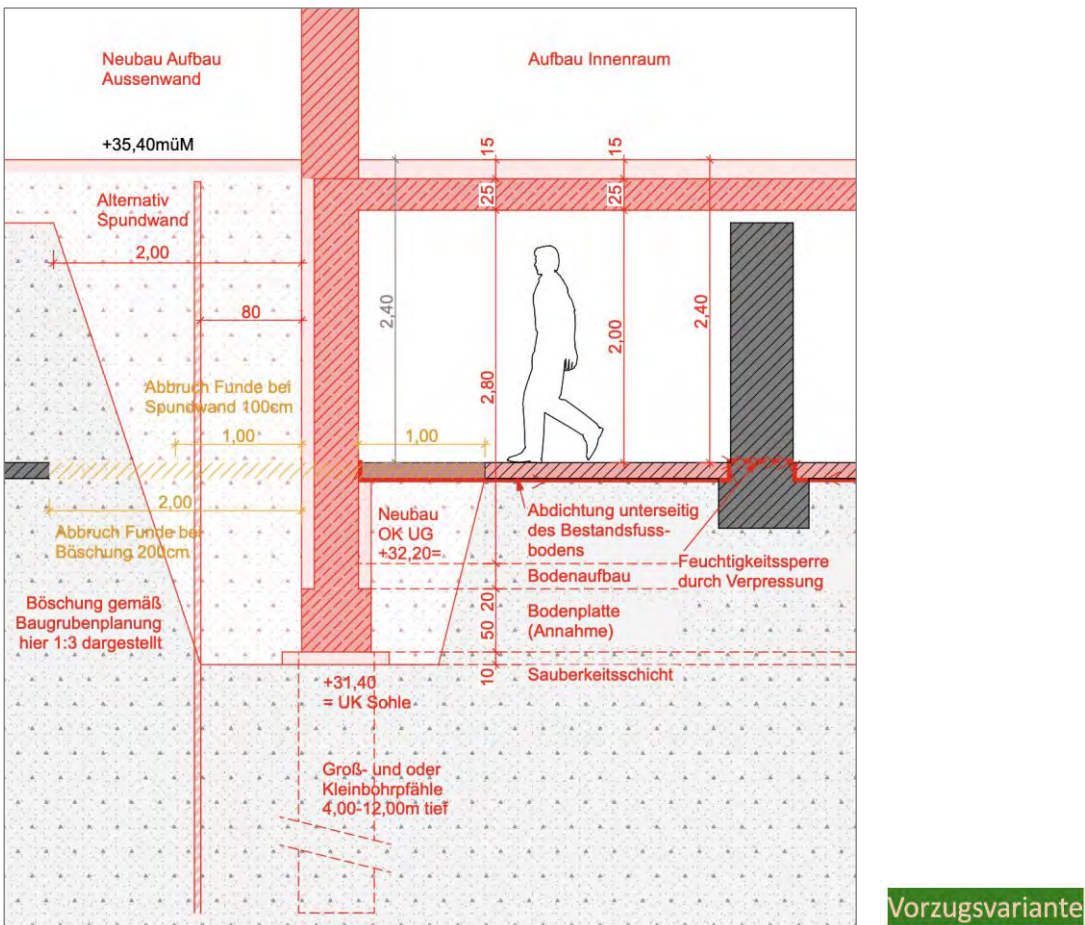 Neubau Aufbau
Aussenwand
Aufbau Innenraum
+35,40müM
15
15
25
25
Alternativ
Spundwand
2,00
80
2,40
2,80
2,00
2,40
Abbruch Funde bei
Spundwand 100cm
1,00
1,00
2,00
Abbruch Funde bei
Böschung 200cm
Neubau
OK UG
+32,20=
Abdichtung unterseitig
des Bestandsfuss-
bodens
Feuchtigkeitssperre
durch Verpressung
Bodenaufbau
20
Böschung gemäß
Baugrubenplanung
hier 1:3 dargestellt
50
Bodenplatte
(Annahme)
10
Sauberkeitsschicht
+31,40
= UK Sohle
Groß- und oder
Kleinbohrpfähle
4,00-12,00m tief
Vorzugsvariante